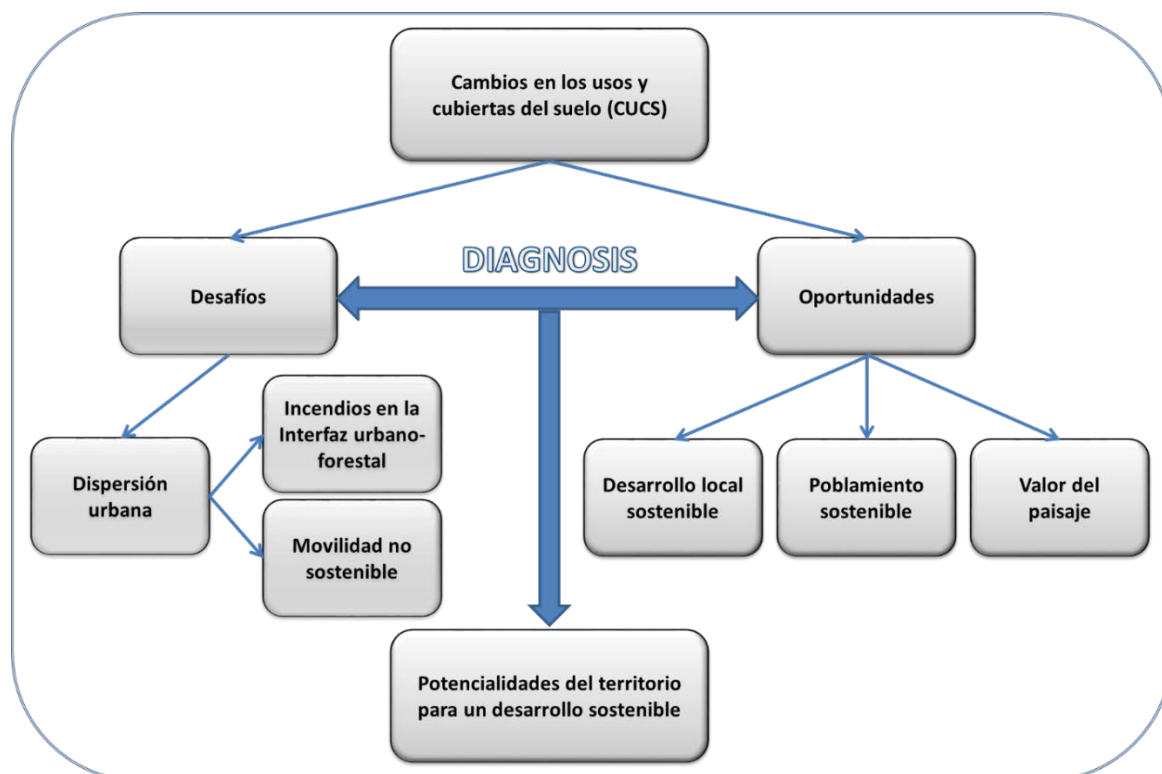 Cambios en los usos y
cubiertas del suelo (CUCS)
DIAGNOSIS
Desafíos
Oportunidades
Incendios en la
Interfaz urbano-
forestal
Dispersión
urbana
Movilidad no
sostenible
Desarrollo local
sostenible
Poblamiento
sostenible
Valor del
paisaje
Potencialidades del territorio
para un desarrollo sostenible